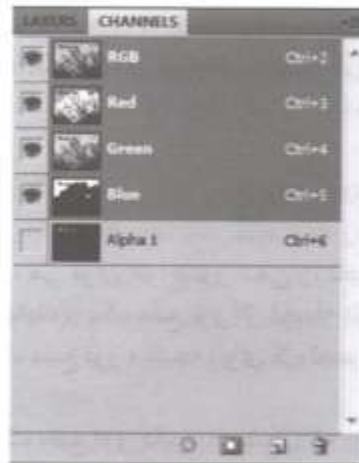 LAYERS CHANNELS
RGB Ctrl+2
Red Ctrl+3
Green Ctrl+4
Blue Ctrl+5
Alpha 1 Ctrl+6